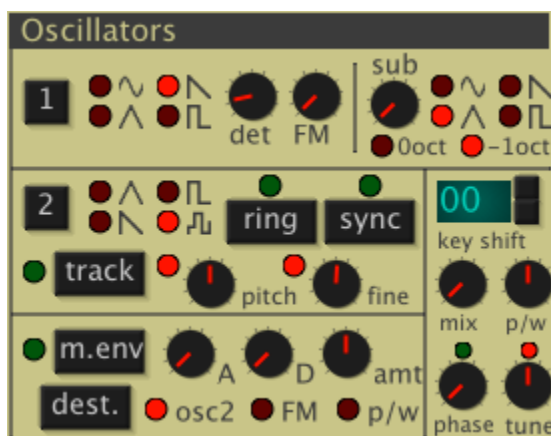 Oscillators
sub
1
det FM
0oct -1oct
2 ring sync
00
key shift
track pitch fine
mix p/w
m.env A D amt
dest. osc2 FM p/w
phase tune